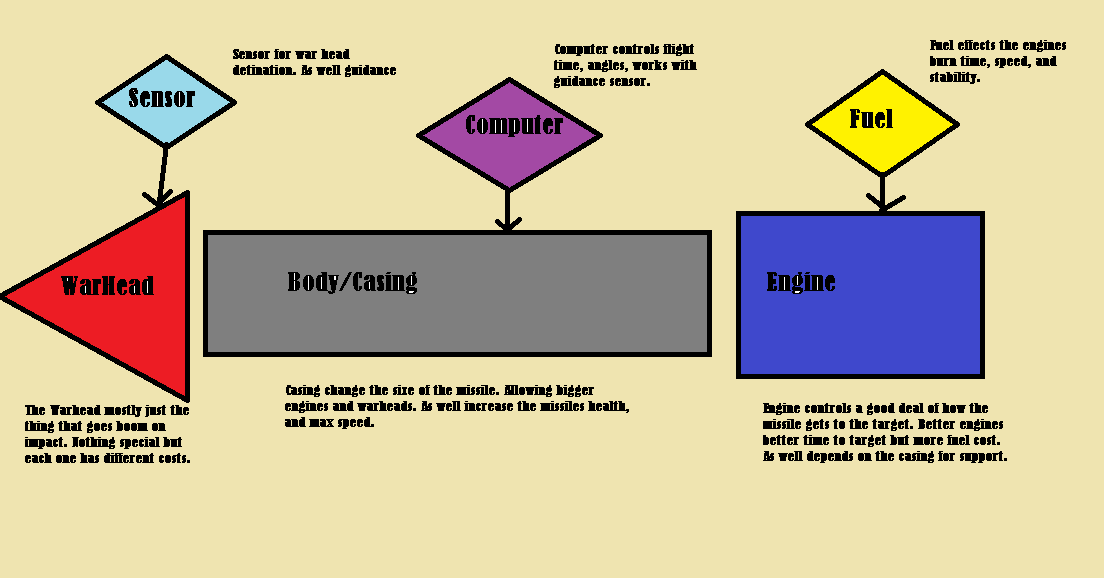 Sensor for war head
detination. As well guidance
Computer controls flight
time, angles, works with
guidance sensor.
Fuel effects the engines
burn time, speed, and
stability.
Sensor
Computer
Fuel
WarHead
Body/Casing
Engine
The Warhead mostly just the
thing that goes boom on
impact. Nothing special but
each one has different costs.
Casing change the size of the missile. Allowing bigger
engines and warheads. As well increase the missiles health,
and max speed.
Engine controls a good deal of how the
missile gets to the target. Better engines
better time to target but more fuel cost.
As well depends on the casing for support.